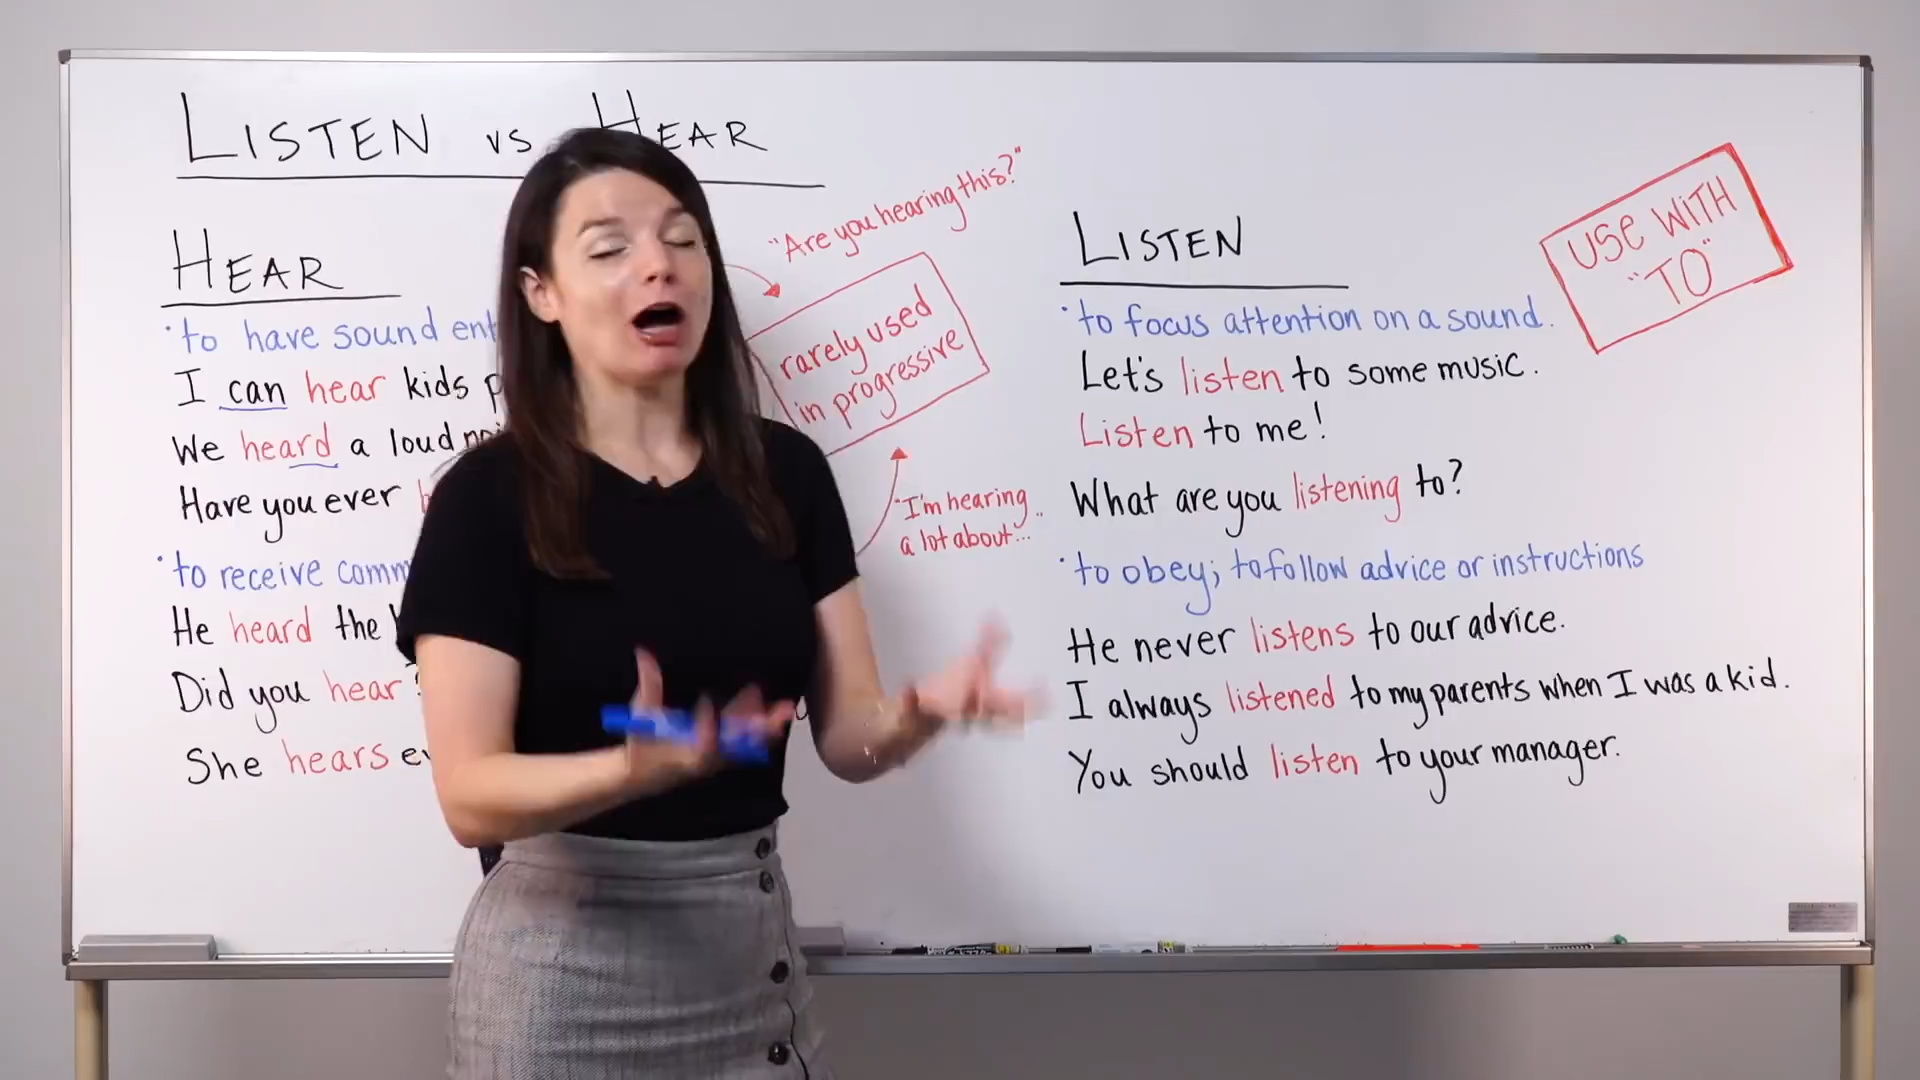 LISTEN vs HEAR
HEAR
• to have sound
I can hear kids
We heard a loud
Have you ever
• to receive
He heard the
Did you hear
She hears
"Are you hearing this?"
rarely used
in progressive
"I'm hearing..
a lot about..."
LISTEN
USE WITH
"TO"
• to focus attention on a sound.
Let's listen to some music.
Listen to me!
What are you listening to?
• to obey; to follow advice or instructions
He never listens to our advice.
I always listened to my parents when I was a kid.
You should listen to your manager.